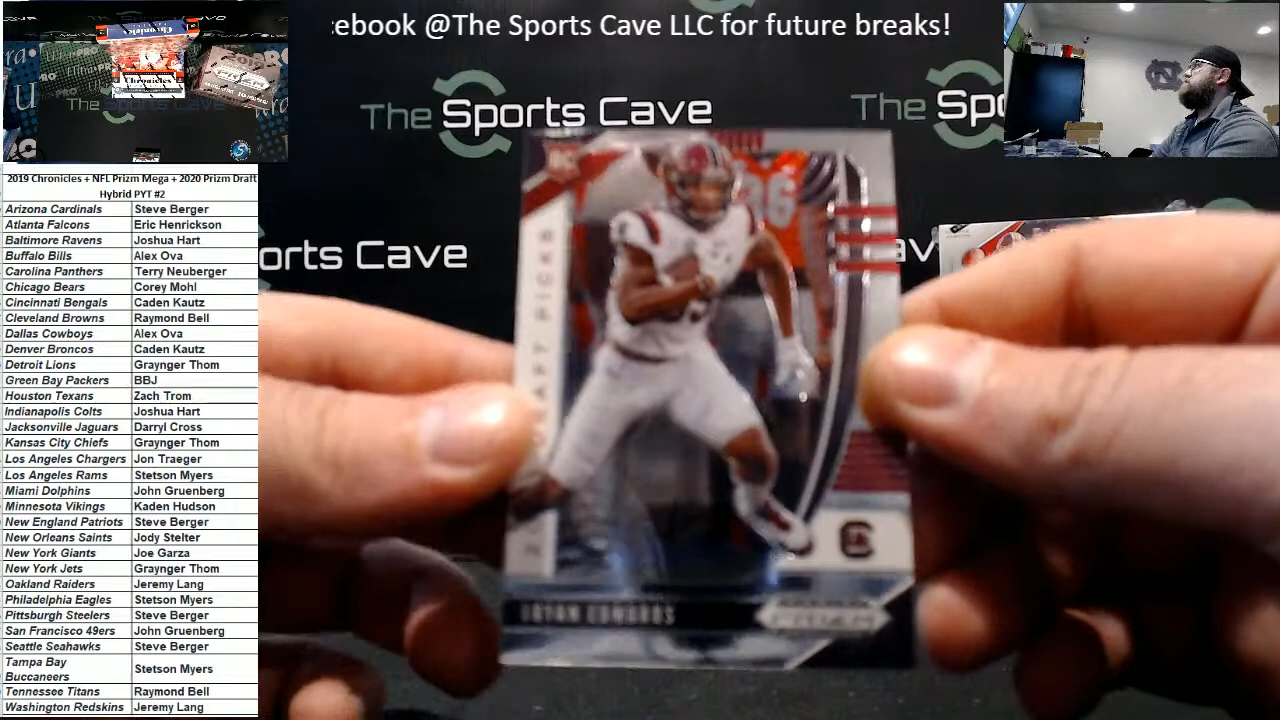 :ebook @The Sports Cave LLC for future breaks!
The Sports Cave
The Spo
orts Cave
av
Chronicles
2019 Chronicles + NFL Prizm Mega + 2020 Prizm Draft
Hybrid PYT #2
Arizona Cardinals Steve Berger
Atlanta Falcons Eric Henrickson
Baltimore Ravens Joshua Hart
Buffalo Bills Alex Ova
Carolina Panthers Terry Neuberger
Chicago Bears Corey Mohl
Cincinnati Bengals Caden Kautz
Cleveland Browns Raymond Bell
Dallas Cowboys Alex Ova
Denver Broncos Caden Kautz
Detroit Lions Graynger Thom
Green Bay Packers BBJ
Houston Texans Zach Trom
Indianapolis Colts Joshua Hart
Jacksonville Jaguars Darryl Cross
Kansas City Chiefs Graynger Thom
Los Angeles Chargers Jon Traeger
Los Angeles Rams Stetson Myers
Miami Dolphins John Gruenberg
Minnesota Vikings Kaden Hudson
New England Patriots Steve Berger
New Orleans Saints Jody Stelter
New York Giants Joe Garza
New York Jets Graynger Thom
Oakland Raiders Jeremy Lang
Philadelphia Eagles Stetson Myers
Pittsburgh Steelers Steve Berger
San Francisco 49ers John Gruenberg
Seattle Seahawks Steve Berger
Tampa Bay
Buccaneers Stetson Myers
Tennessee Titans Raymond Bell
Washington Redskins Jeremy Lang
RC
DRAFT PICKS
BRYAN EDWARDS
PRIZM